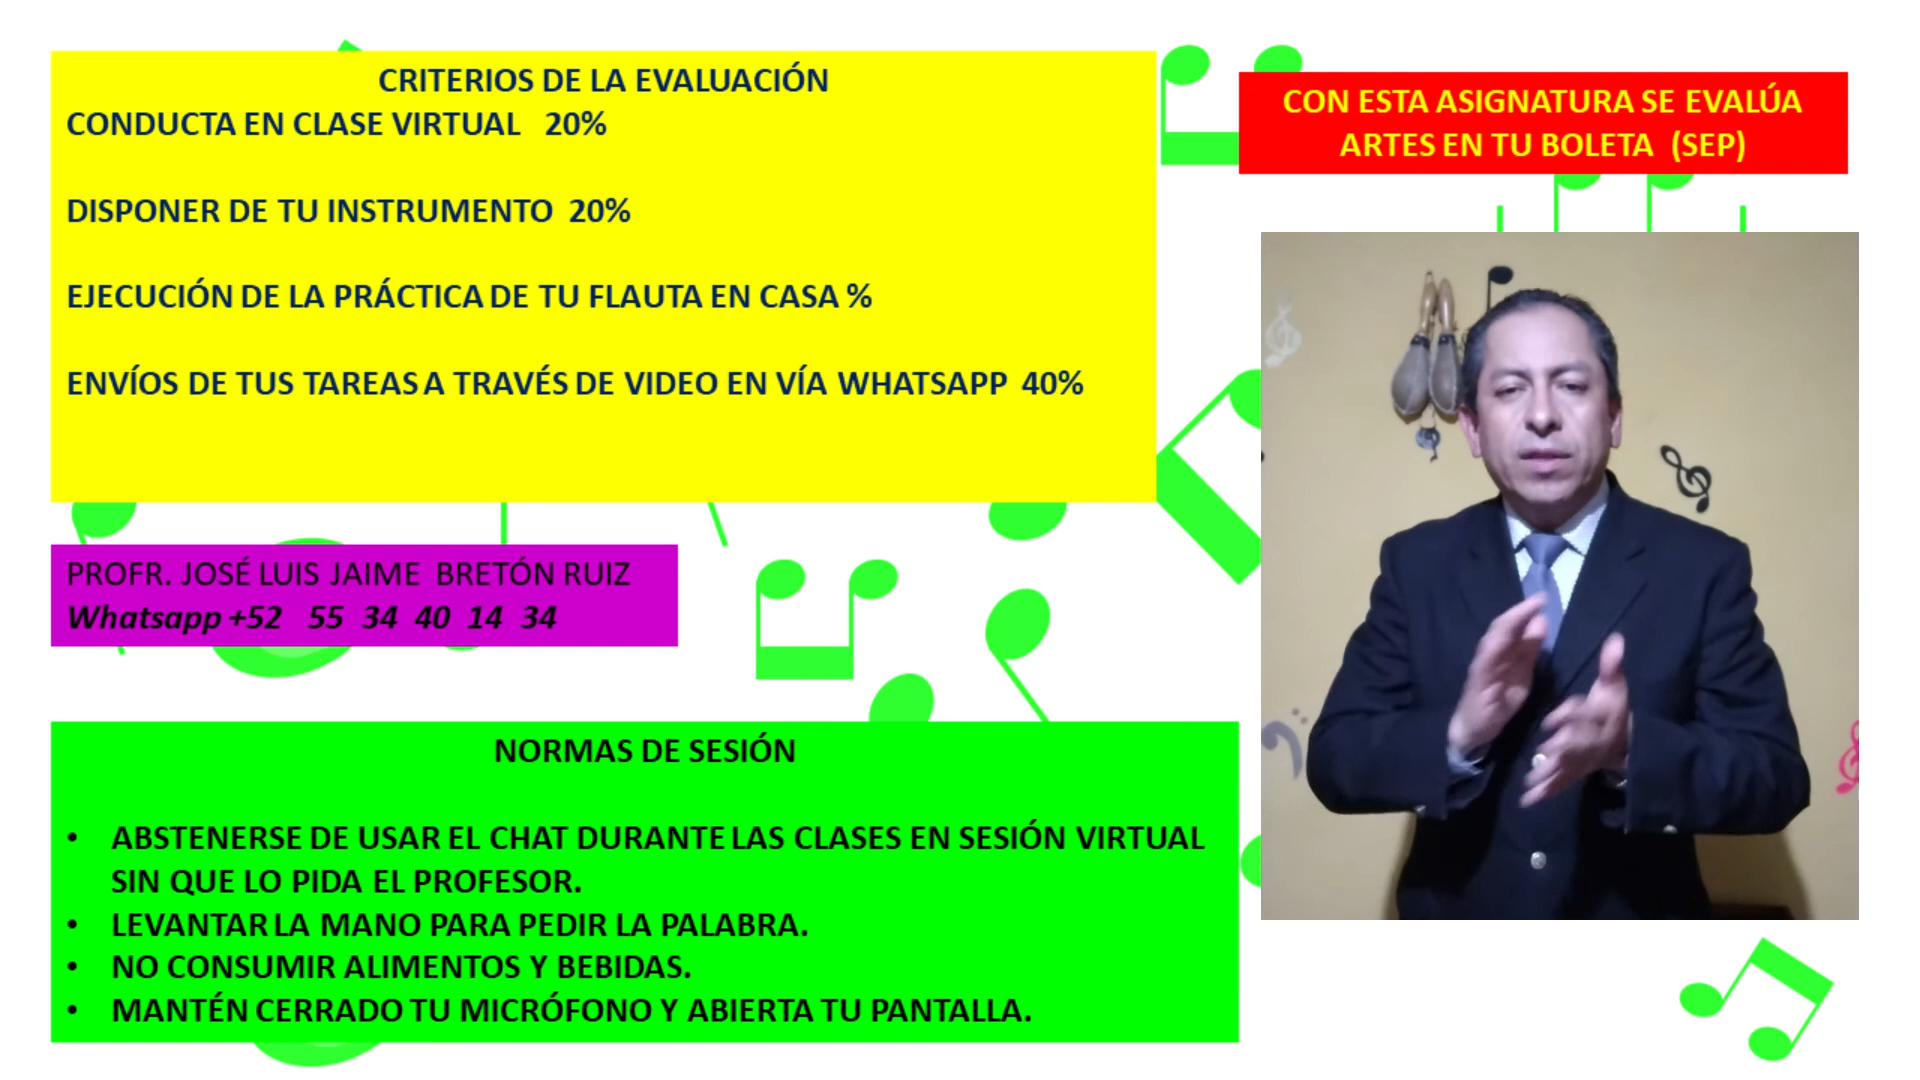 CRITERIOS DE LA EVALUACIÓN
CONDUCTA EN CLASE VIRTUAL 20%
DISPONER DE TU INSTRUMENTO 20%
EJECUCIÓN DE LA PRÁCTICA DE TU FLAUTA EN CASA %
ENVÍOS DE TUS TAREAS A TRAVÉS DE VIDEO EN VÍA WHATSAPP 40%
CON ESTA ASIGNATURA SE EVALÚA
ARTES EN TU BOLETA (SEP)
PROFR. JOSÉ LUIS JAIME BRETÓN RUIZ
Whatsapp +52 55 34 40 14 34
NORMAS DE SESIÓN
• ABSTENERSE DE USAR EL CHAT DURANTE LAS CLASES EN SESIÓN VIRTUAL
SIN QUE LO PIDA EL PROFESOR.
• LEVANTAR LA MANO PARA PEDIR LA PALABRA.
• NO CONSUMIR ALIMENTOS Y BEBIDAS.
• MANTÉN CERRADO TU MICRÓFONO Y ABIERTA TU PANTALLA.